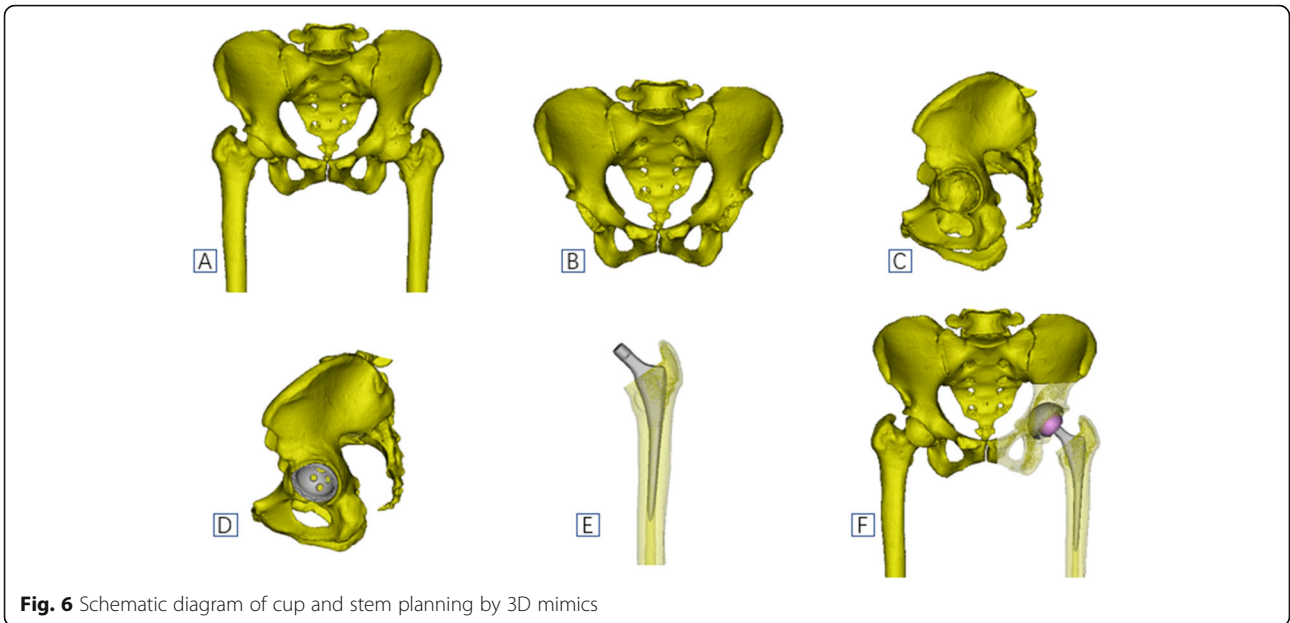 A
B
C
D
E
F
Fig. 6 Schematic diagram of cup and stem planning by 3D mimics